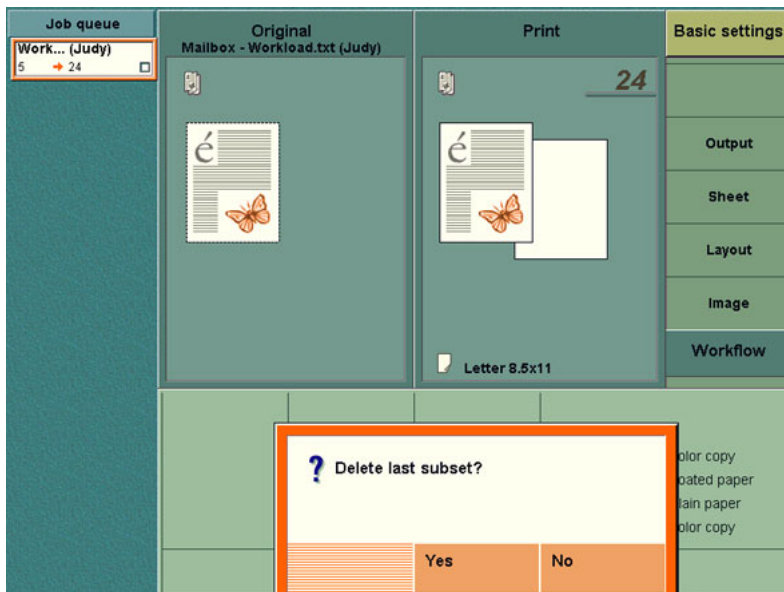 Job queue
Work... (Judy)
5 → 24
Original
Mailbox - Workload.txt (Judy)
é
Print
24
é
Letter 8.5x11
Basic settings
Output
Sheet
Layout
Image
Workflow
olor copy
oated paper
lain paper
olor copy
? Delete last subset?
Yes
No